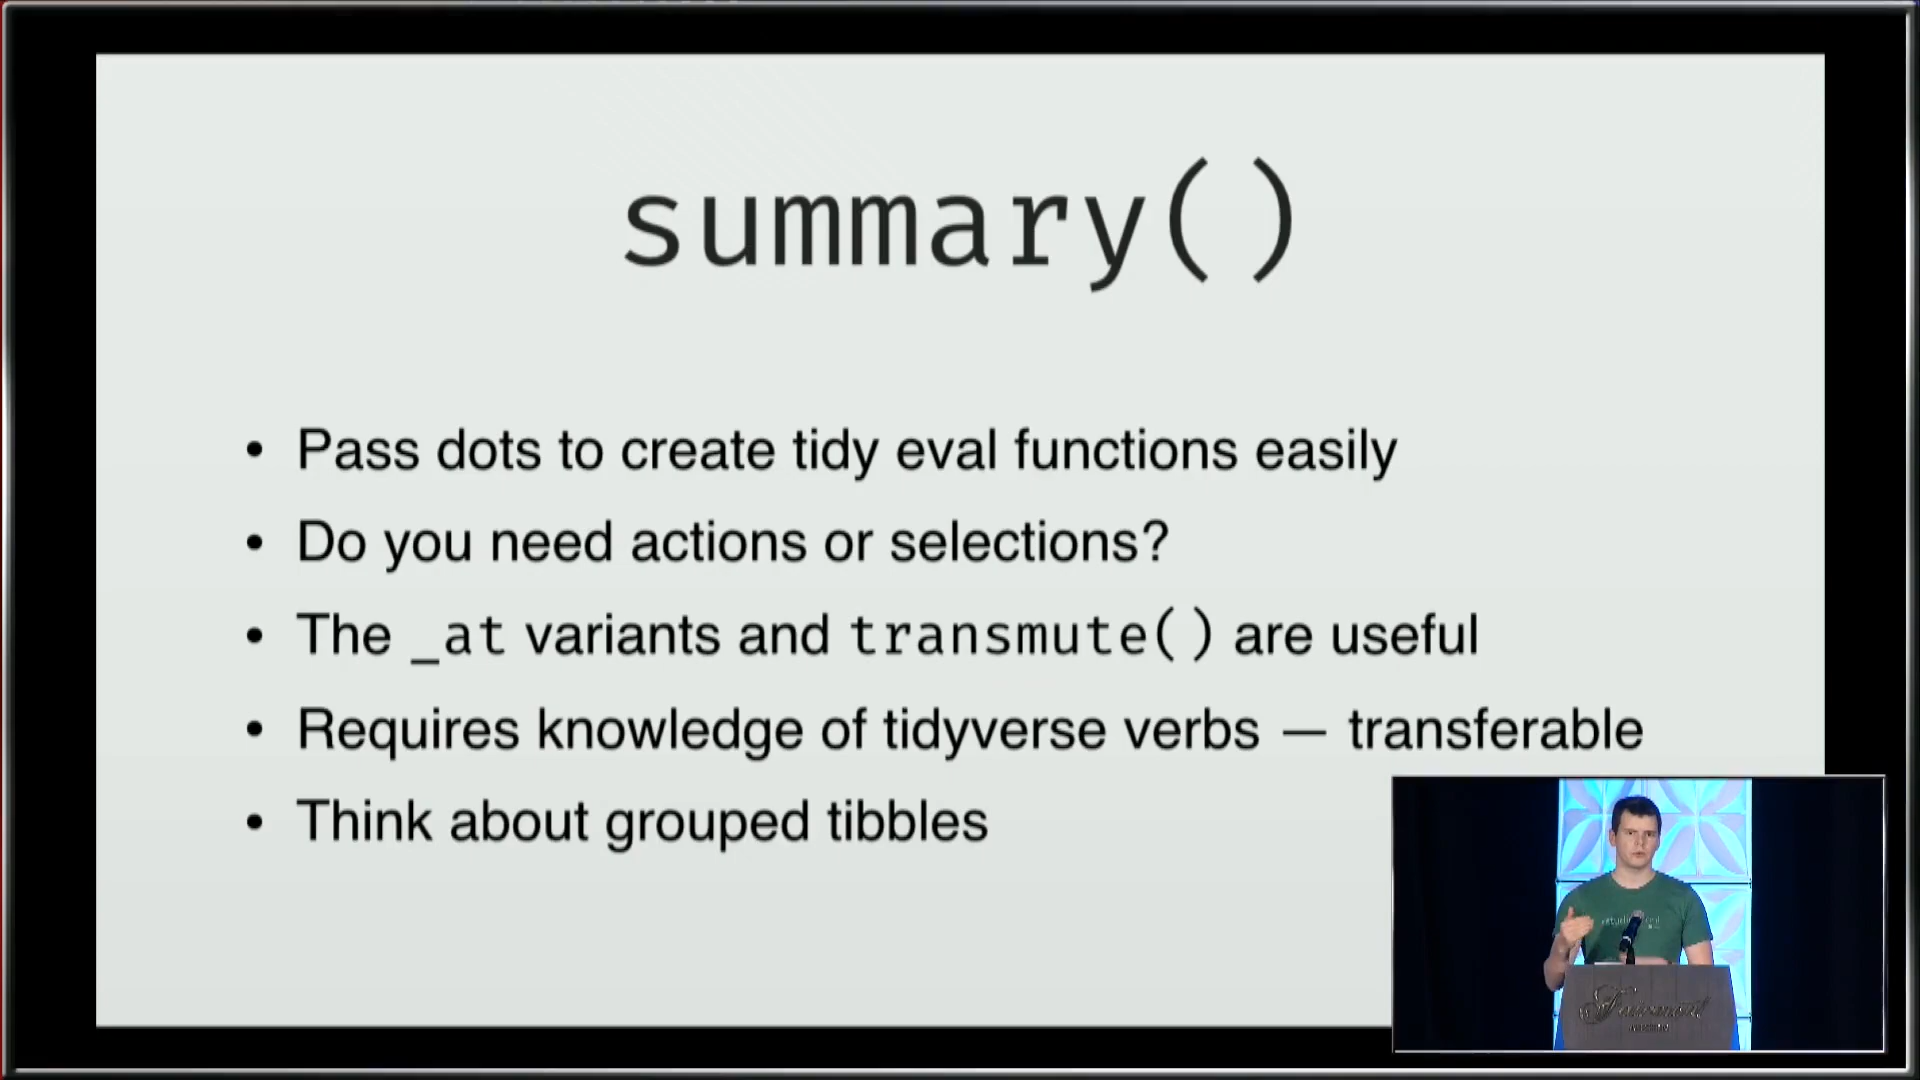 summary()
• Pass dots to create tidy eval functions easily
• Do you need actions or selections?
• The _at variants and transmute() are useful
• Requires knowledge of tidyverse verbs — transferable
• Think about grouped tibbles
Fairmont